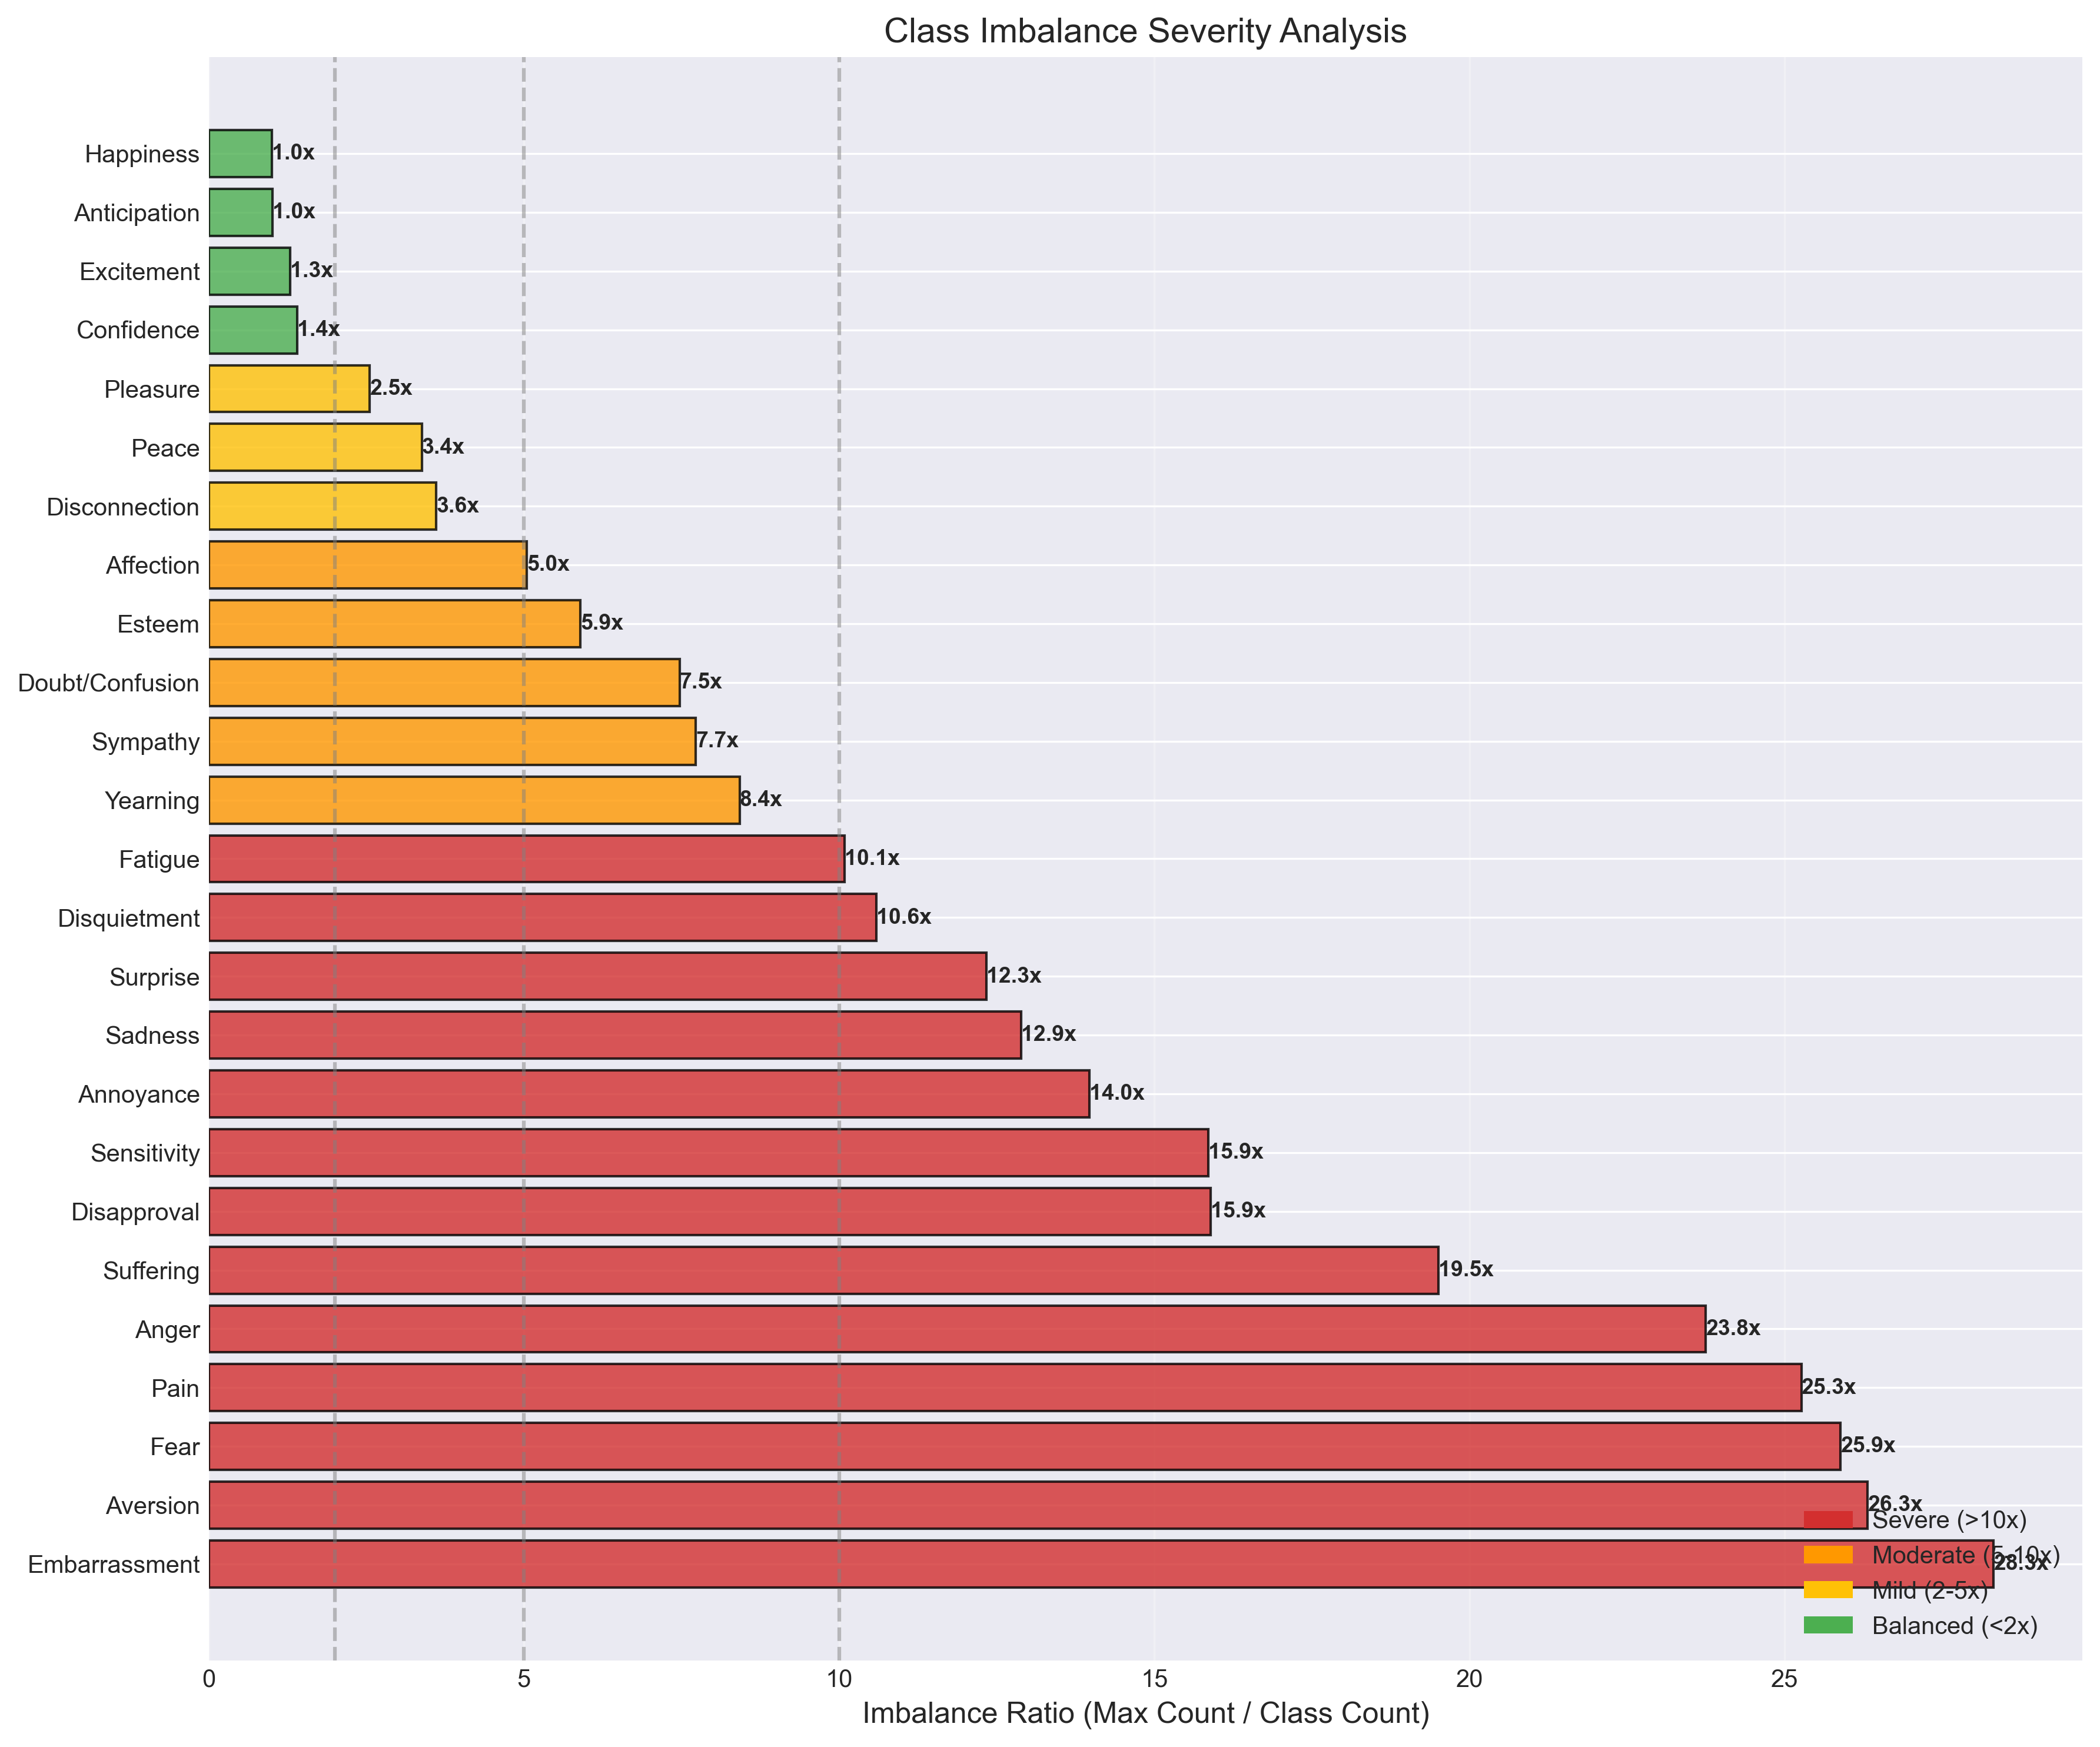 Class Imbalance Severity Analysis
Happiness 1.0x
Anticipation 1.0x
Excitement 1.3x
Confidence 1.4x
Pleasure 2.5x
Peace 3.4x
Disconnection 3.6x
Affection 5.0x
Esteem 5.9x
Doubt/Confusion 7.5x
Sympathy 7.7x
Yearning 8.4x
Fatigue 10.1x
Disquietment 10.6x
Surprise 12.3x
Sadness 12.9x
Annoyance 14.0x
Sensitivity 15.9x
Disapproval 15.9x
Suffering 19.5x
Anger 23.8x
Pain 25.3x
Fear 25.9x
Aversion 26.3x
Embarrassment 28.3x
Severe (>10x)
Moderate (5-10x)
Mild (2-5x)
Balanced (<2x)
0 5 10 15 20 25
Imbalance Ratio (Max Count / Class Count)